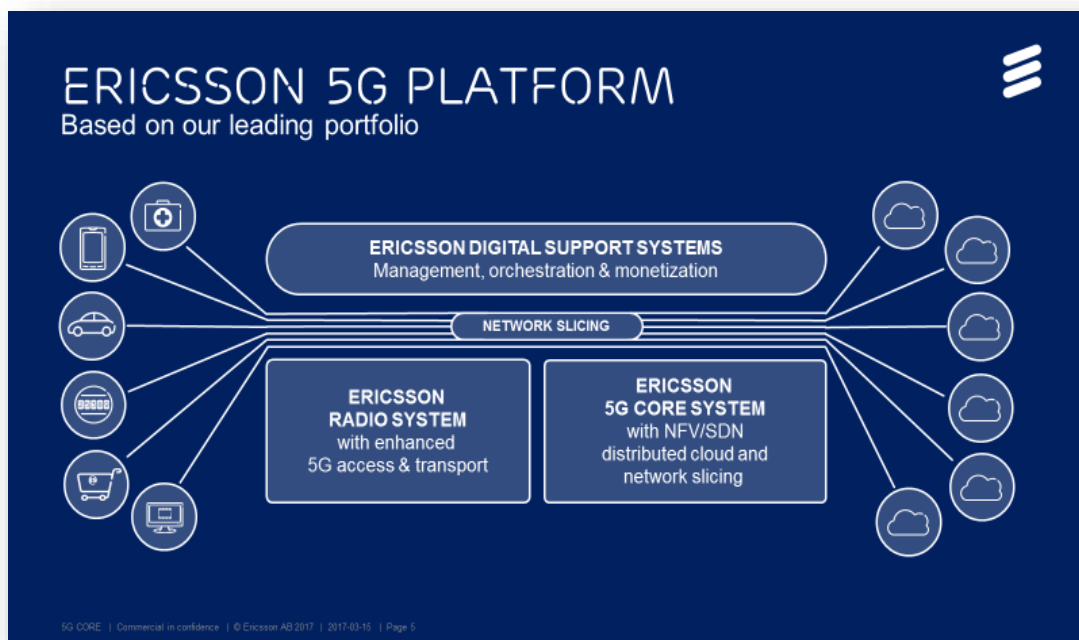 ERICSSON 5G PLATFORM
Based on our leading portfolio
ERICSSON DIGITAL SUPPORT SYSTEMS
Management, orchestration & monetization
NETWORK SLICING
ERICSSON
RADIO SYSTEM
with enhanced
5G access & transport
ERICSSON
5G CORE SYSTEM
with NFV/SDN
distributed cloud and
network slicing
5G CORE | Commercial in confidence | © Ericsson AB 2017 | 2017-03-15 | Page 5